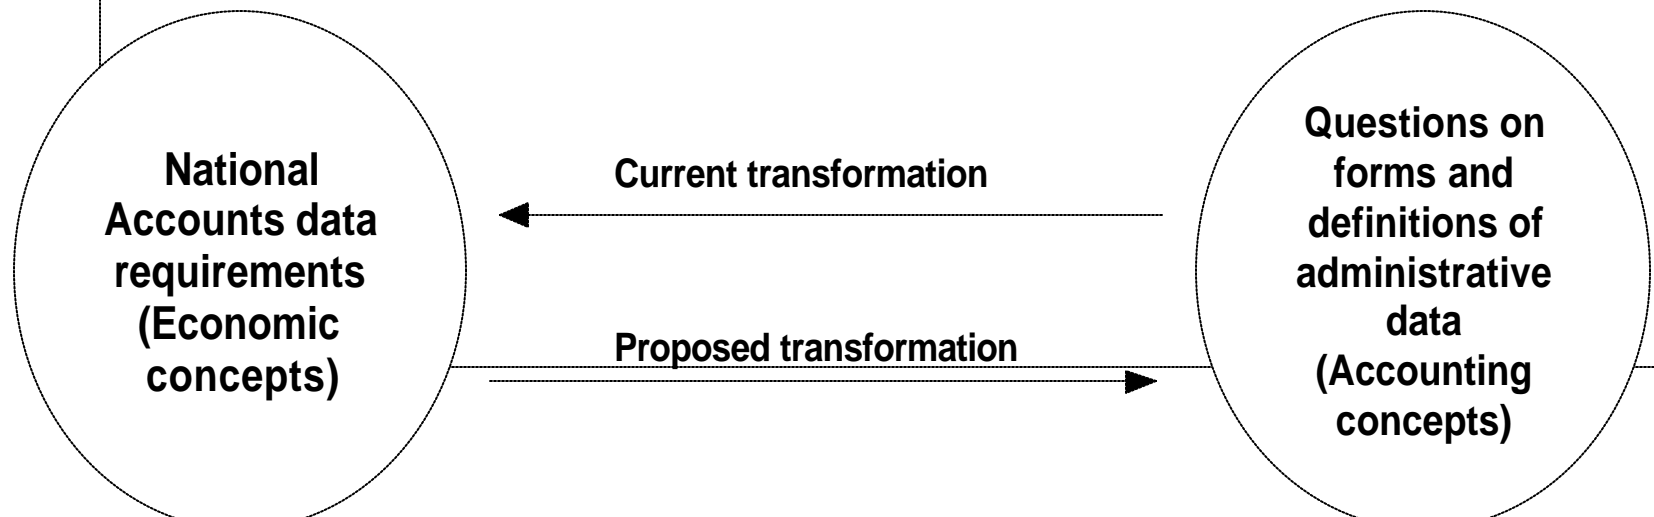 National
Accounts data
requirements
(Economic
concepts)
Current transformation
Proposed transformation
Questions on
forms and
definitions of
administrative
data
(Accounting
concepts)